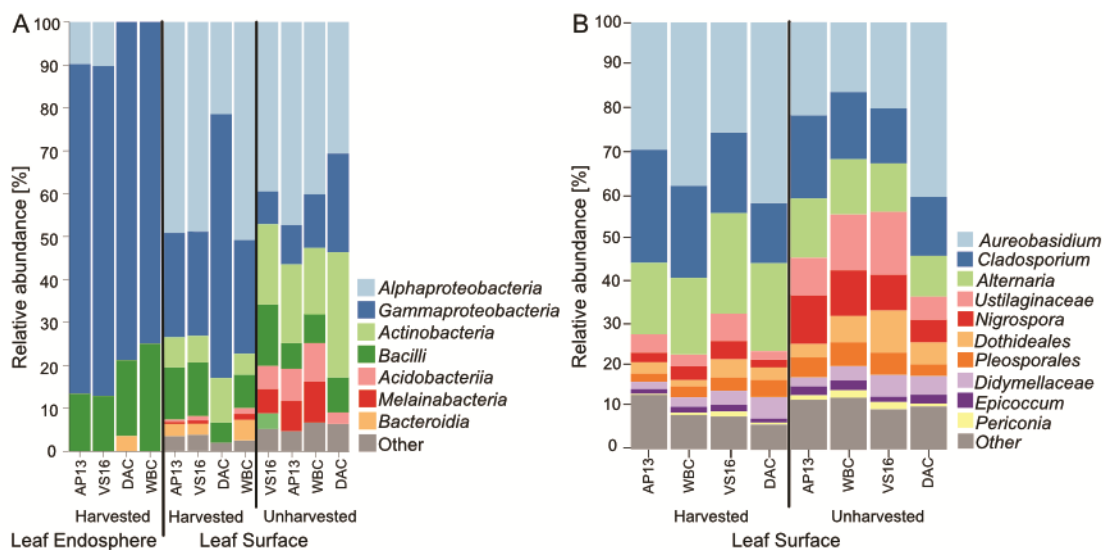 A
100
90
80
70
60
50
40
30
20
10
0
Relative abundance [%]
AP13 VS16 DAC WBC AP13 VS16 DAC WBC VS16 AP13 WBC DAC
Harvested Harvested Unharvested
Leaf Endosphere Leaf Surface
Alphaproteobacteria
Gammaproteobacteria
Actinobacteria
Bacilli
Acidobacteriia
Melainabacteria
Bacteroidia
Other
B
100
90
80
70
60
50
40
30
20
10
0
Relative abundance [%]
AP13 WBC VS16 DAC AP13 WBC VS16 DAC
Harvested Unharvested
Leaf Surface
Aureobasidium
Cladosporium
Alternaria
Ustilaginaceae
Nigrospora
Dothideales
Pleosporales
Didymellaceae
Epicoccum
Periconia
Other